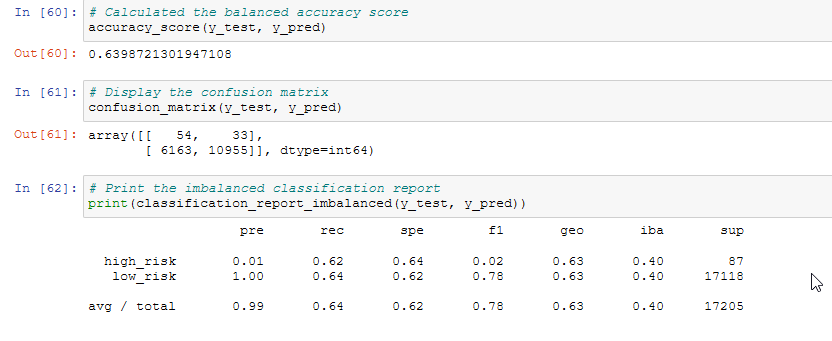 In [60]: # Calculated the balanced accuracy score
accuracy_score(y_test, y_pred)
Out[60]: 0.6398721301947108
In [61]: # Display the confusion matrix
confusion_matrix(y_test, y_pred)
Out[61]: array([[   54,    33],
       [ 6163, 10955]], dtype=int64)
In [62]: # Print the imbalanced classification report
print(classification_report_imbalanced(y_test, y_pred))
pre rec spe f1 geo iba sup
high_risk 0.01 0.62 0.64 0.02 0.63 0.40 87
low_risk 1.00 0.64 0.62 0.78 0.63 0.40 17118
avg / total 0.99 0.64 0.62 0.78 0.63 0.40 17205